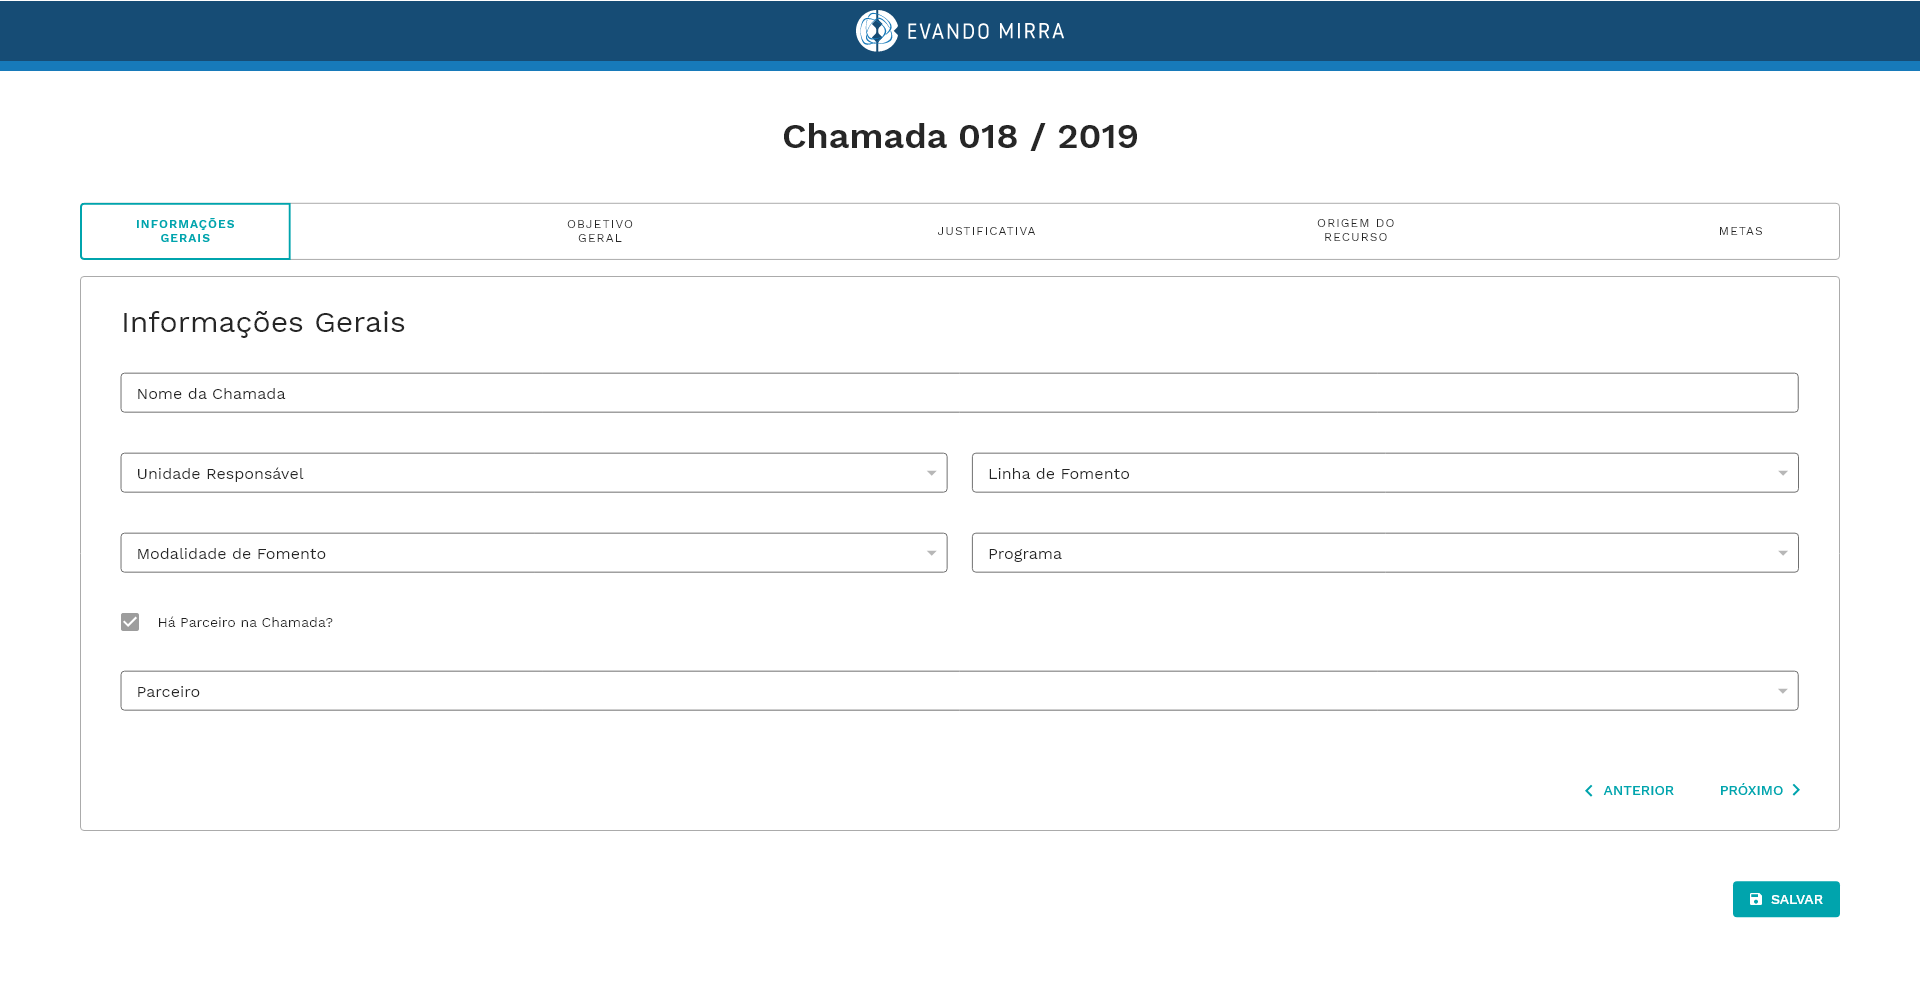 EVANDO MIRRA
Chamada 018 / 2019
INFORMAÇÕES
GERAIS
OBJETIVO
GERAL
JUSTIFICATIVA
ORIGEM DO
RECURSO
METAS
Informações Gerais
Nome da Chamada
Unidade Responsável
Linha de Fomento
Modalidade de Fomento
Programa
Há Parceiro na Chamada?
Parceiro
ANTERIOR
PRÓXIMO
SALVAR